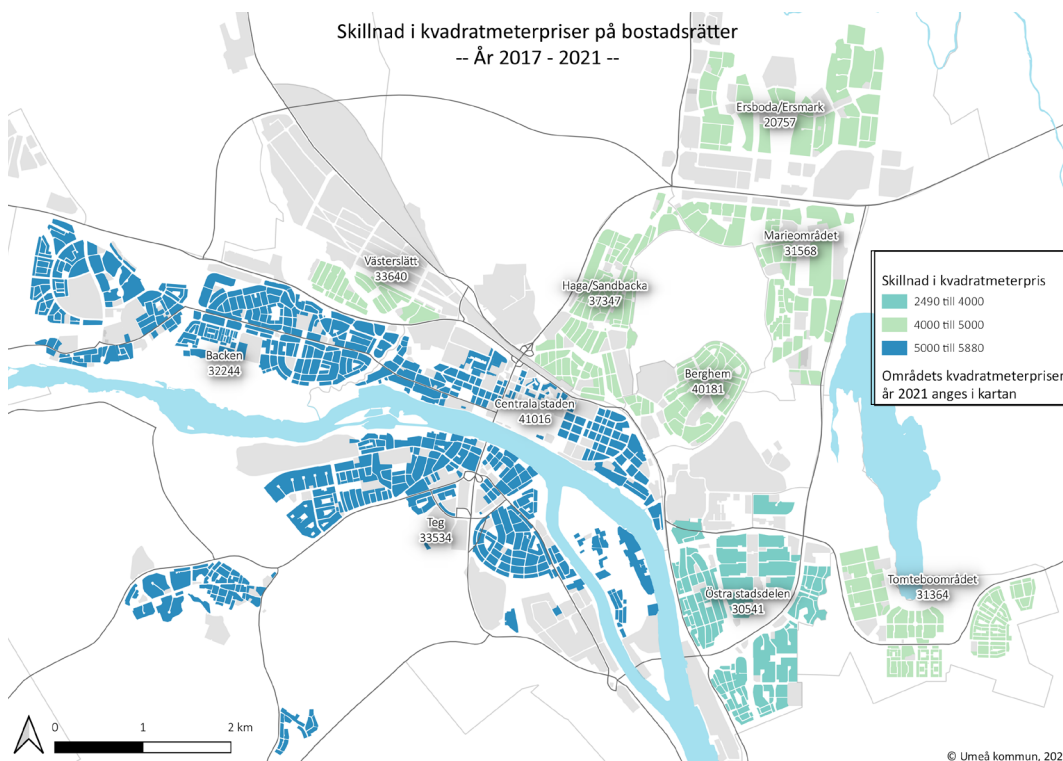 Skillnad i kvadratmeterpriser på bostadsrätter
-- År 2017 - 2021 --
Ersboda/Ersmark
20757
Marieområdet
31568
Västerslätt
33640
Haga/Sandbacka
37347
Skillnad i kvadratmeterpris
2490 till 4000
4000 till 5000
5000 till 5880
Områdets kvadratmeterpriser
år 2021 anges i kartan
Backen
32244
Berghem
40181
Centrala staden
41016
Teg
33534
Östra stadsdelen
30541
Tomteboområdet
31364
0 1 2 km
© Umeå kommun, 202